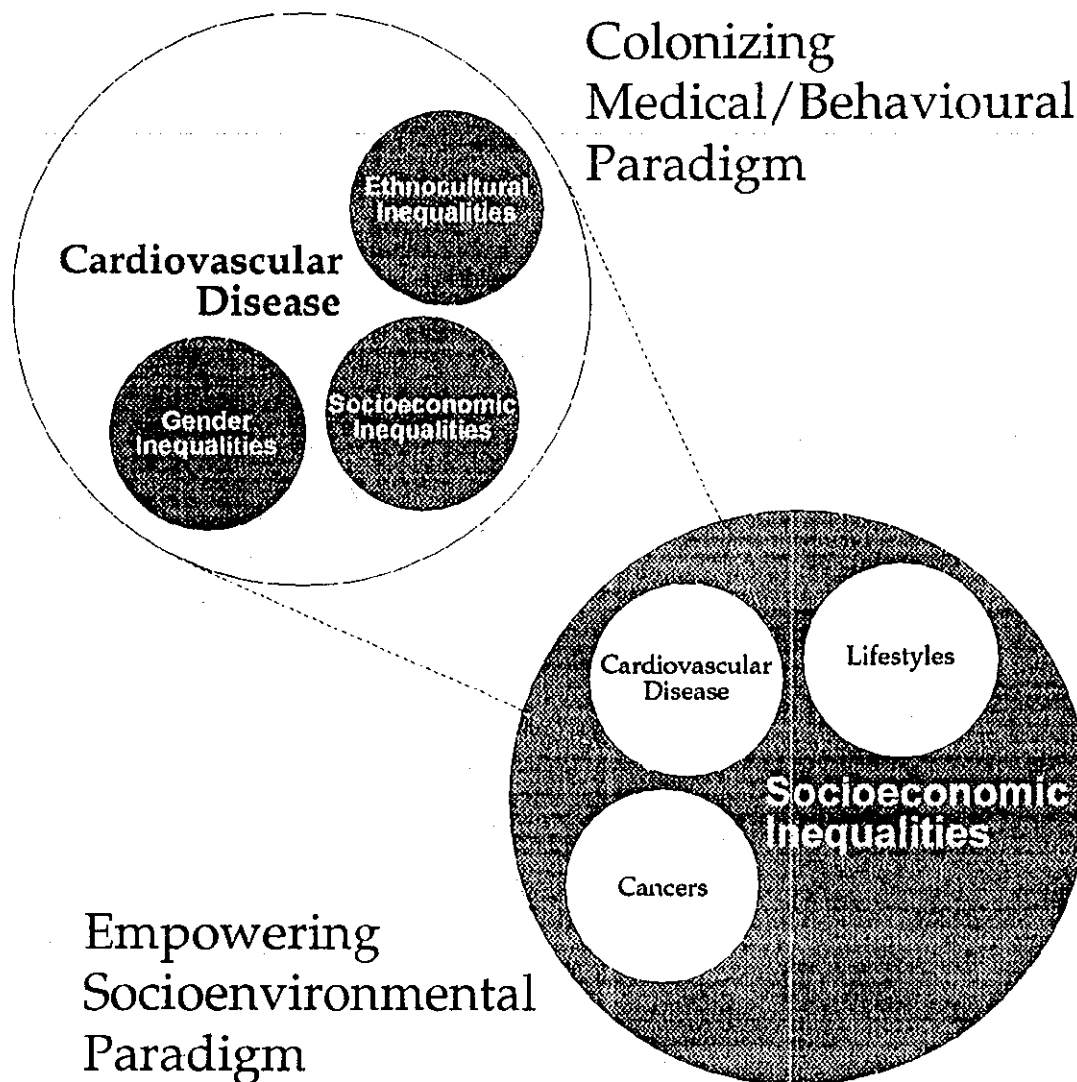 Colonizing
Medical/Behavioural
Paradigm
Ethnocultural
Inequalities
Cardiovascular
Disease
Gender
Inequalities
Socioeconomic
Inequalities
Cardiovascular
Disease
Lifestyles
Socioeconomic
Inequalities
Cancers
Empowering
Socioenvironmental
Paradigm